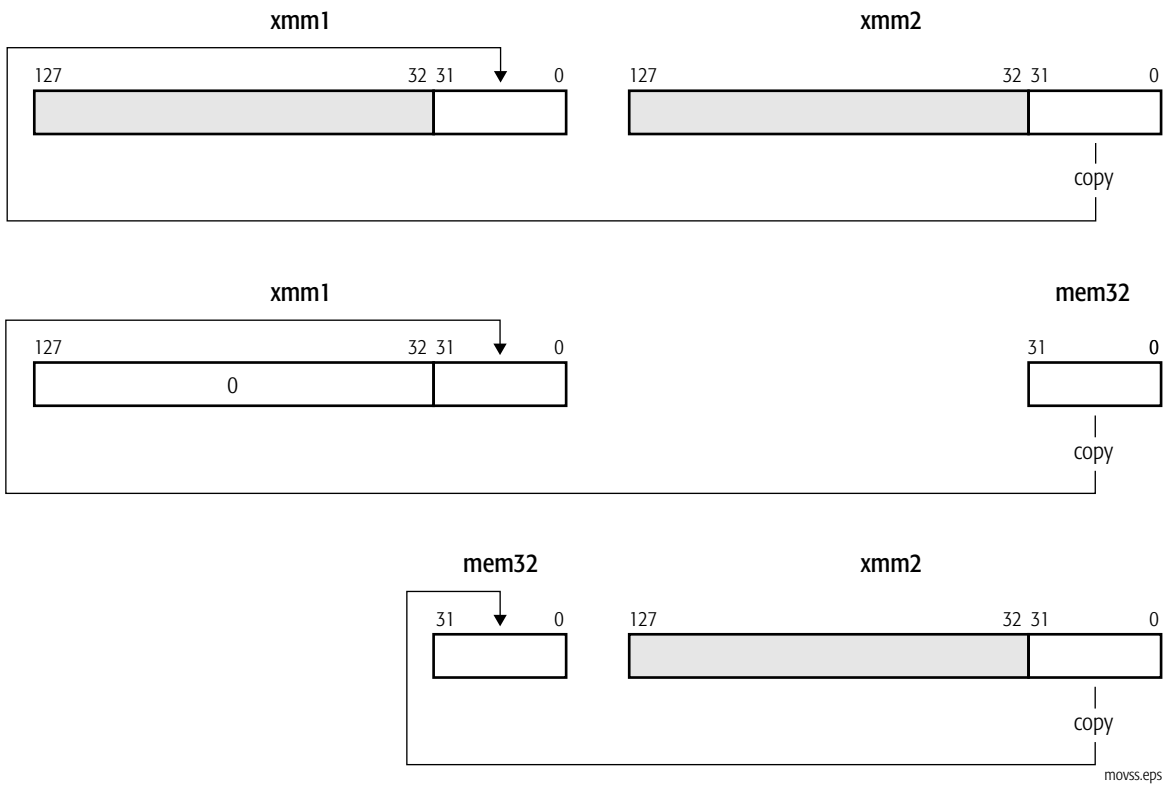 xmm1 xmm2
127 32 31 0 127 32 31 0
copy
xmm1 mem32
127 32 31 0 31 0
0
copy
mem32 xmm2
31 0 127 32 31 0
copy
movss.eps